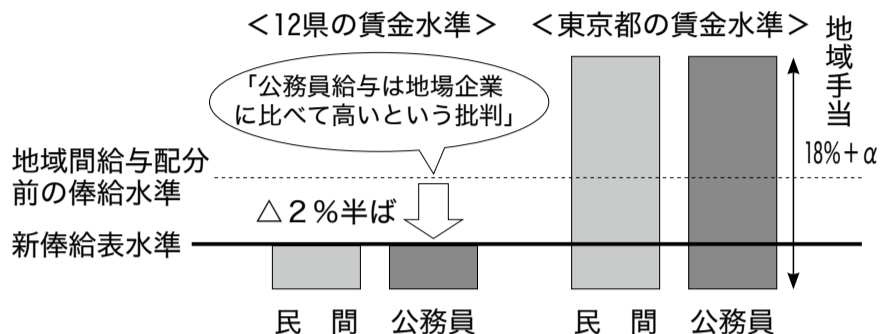 <12県の賃金水準>
<東京都の賃金水準>
地域手当
18%+α
「公務員給与は地場企業
に比べて高いという批判」
地域間給与配分
前の俸給水準
△2%半ば
新俸給表水準
民　間
公務員
民　間
公務員